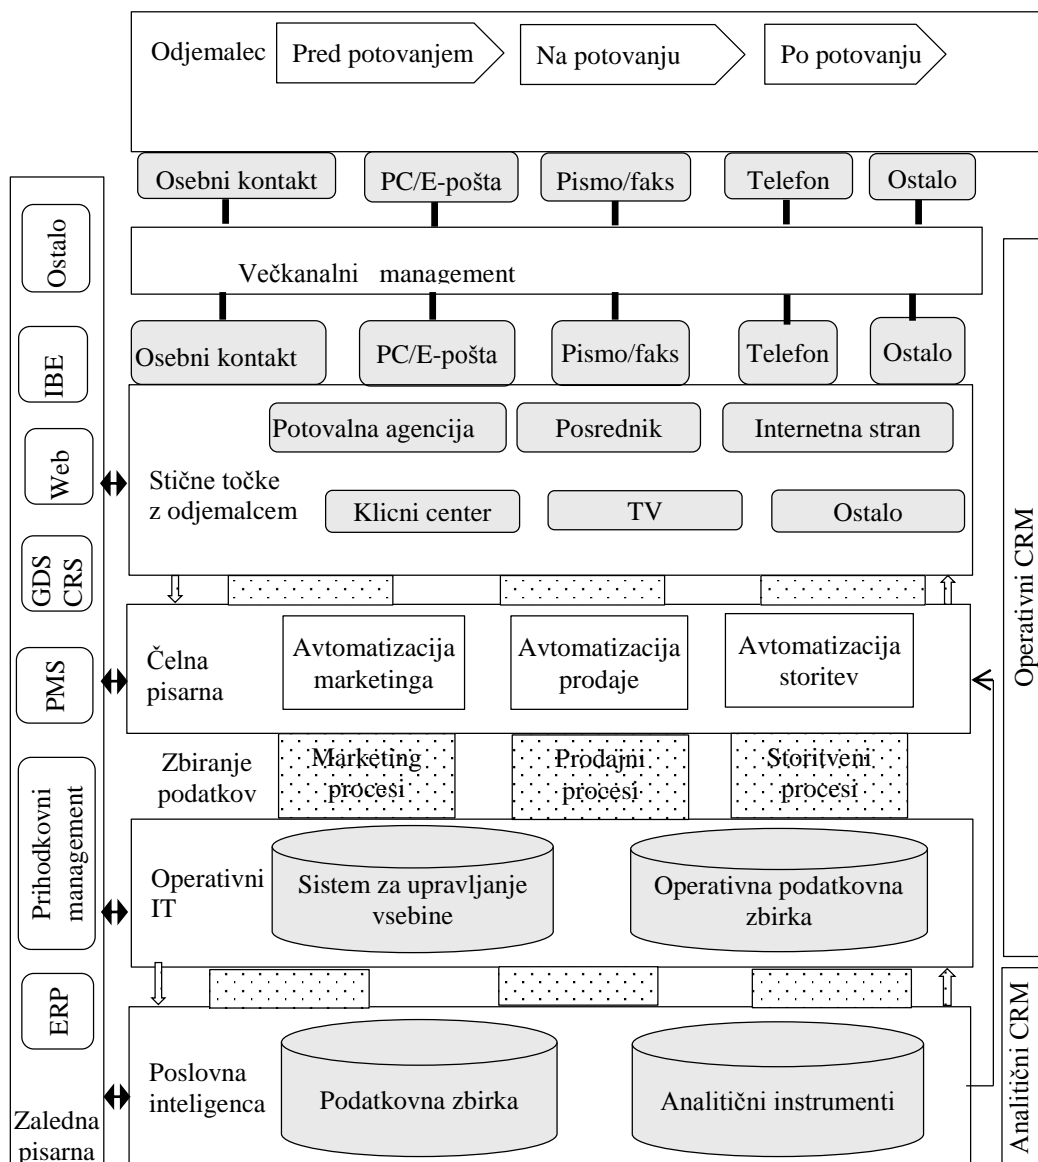 Odjemalec
Pred potovanjem
Na potovanju
Po potovanju
Osebni kontakt
PC/E-pošta
Pismo/faks
Telefon
Ostalo
Večkanalni management
Osebni kontakt
PC/E-pošta
Pismo/faks
Telefon
Ostalo
Potovalna agencija
Posrednik
Internetna stran
Stične točke
z odjemalcem
Klicni center
TV
Ostalo
Čelna
pisarna
Avtomatizacija
marketinga
Avtomatizacija
prodaje
Avtomatizacija
storitev
Zbiranje
podatkov
Marketing
procesi
Prodajni
procesi
Storitveni
procesi
Operativni
IT
Sistem za upravljanje
vsebine
Operativna podatkovna
zbirka
Poslovna
inteligenca
Podatkovna zbirka
Analitični instrumenti
Ostalo
IBE
Web
GDS
CRS
PMS
Prihodkovni
management
ERP
Zaledna
pisarna
Operativni CRM
Analitični CRM